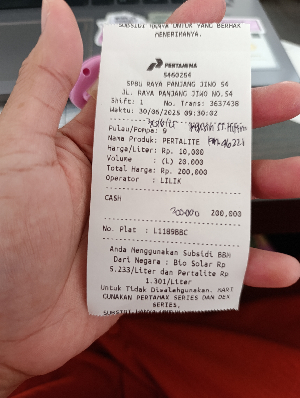 SUBSIDI HANYA UNTUK YANG BERHAK
MENERIMANYA.
PERTAMINA
5460254
SPBU RAYA PANJANG JIWO 54
JL. RAYA PANJANG JIWO NO.54
Shift: 1 No. Trans: 3637438
Waktu: 30/06/2025 09:30:02
Pulau/Pompa: 9
Nama Produk: PERTALITE
Harga/Liter: Rp. 10,000
Volume : (L) 20.000
Total Harga: Rp. 200,000
Operator : LILIK
CASH
200,000
No. Plat : L1189BBC
Anda Menggunakan Subsidi BBM
Dari Negara : Bio Solar Rp
5.233/Liter dan Pertalite Rp
1.301/Liter
Untuk Tidak Disalahgunakan. MARI
GUNAKAN PERTAMAX SERIES DAN DEX
SERIES.